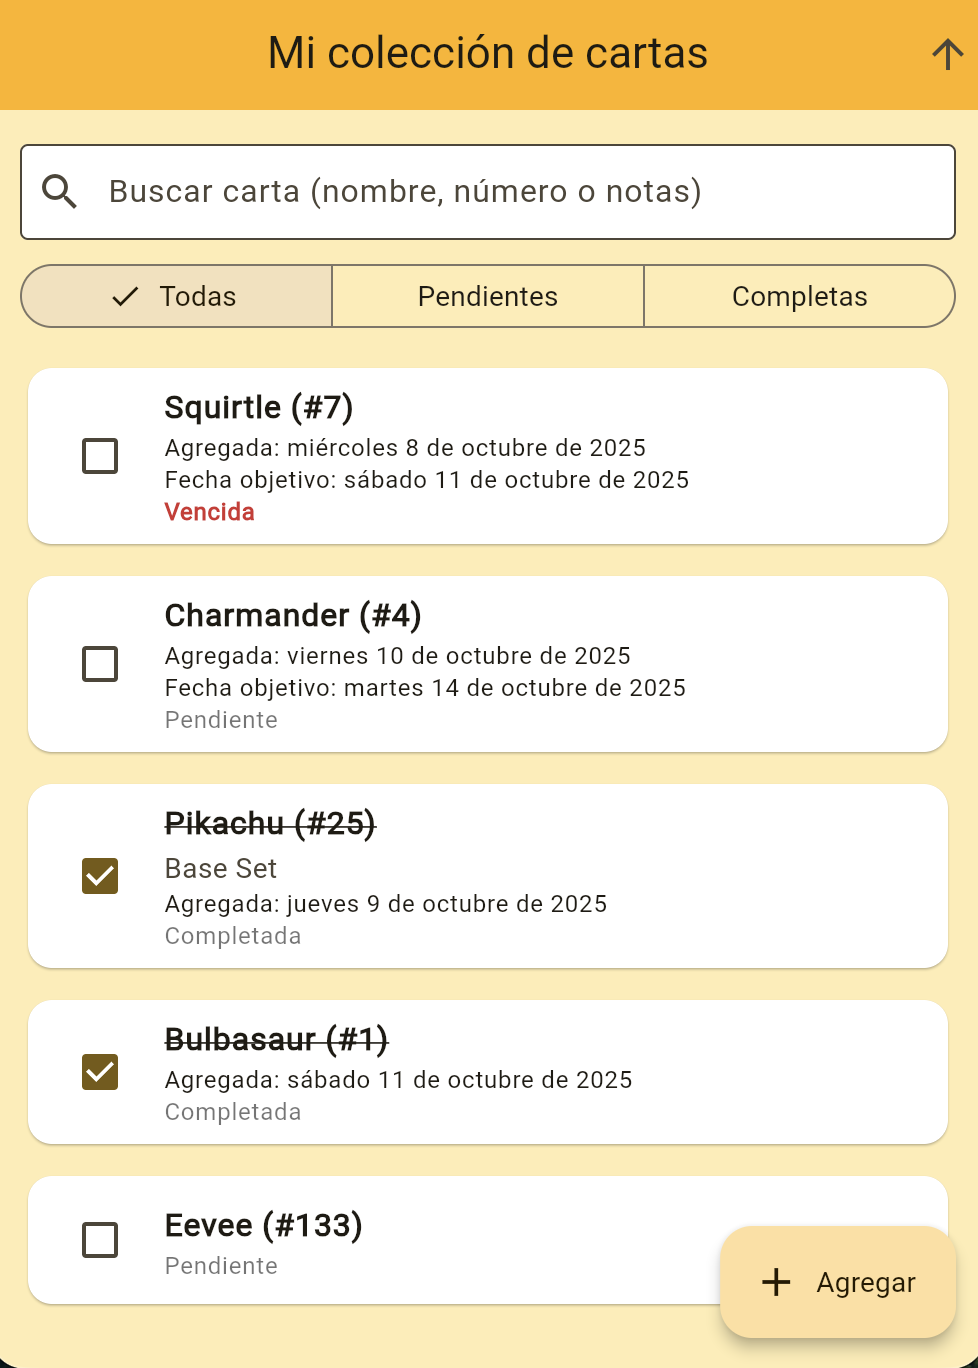 Mi colección de cartas
Buscar carta (nombre, número o notas)
Todas
Pendientes
Completas
Squirtle (#7)
Agregada: miércoles 8 de octubre de 2025
Fecha objetivo: sábado 11 de octubre de 2025
Vencida
Charmander (#4)
Agregada: viernes 10 de octubre de 2025
Fecha objetivo: martes 14 de octubre de 2025
Pendiente
Pikachu (#25)
Base Set
Agregada: jueves 9 de octubre de 2025
Completada
Bulbasaur (#1)
Agregada: sábado 11 de octubre de 2025
Completada
Eevee (#133)
Pendiente
Agregar